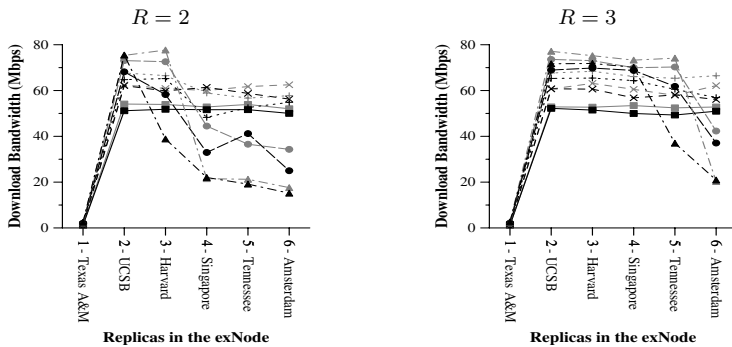 R = 2
Download Bandwidth (Mbps)
80
60
40
20
0
1 - Texas A&M
2 - UCSB
3 - Harvard
4 - Singapore
5 - Tennessee
6 - Amsterdam
Replicas in the exNode
R = 3
Download Bandwidth (Mbps)
80
60
40
20
0
1 - Texas A&M
2 - UCSB
3 - Harvard
4 - Singapore
5 - Tennessee
6 - Amsterdam
Replicas in the exNode